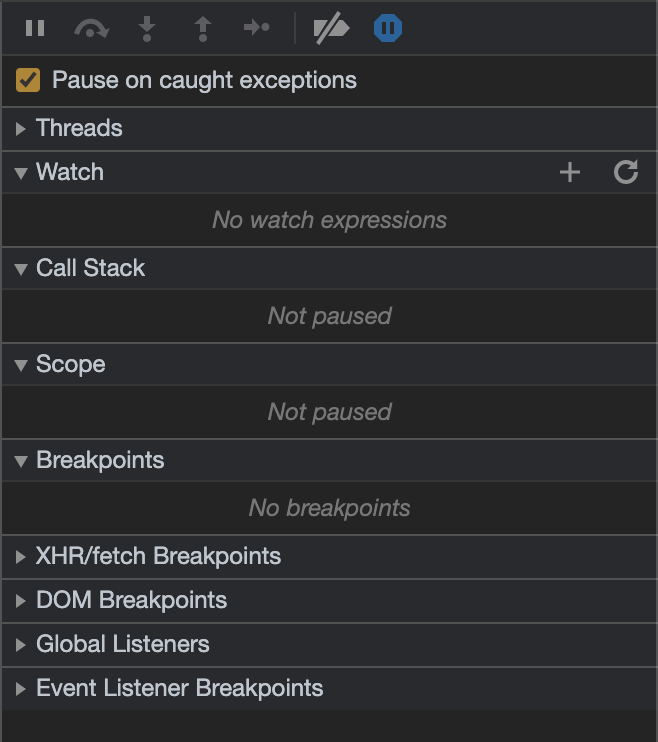 Pause on caught exceptions
Threads
Watch
No watch expressions
Call Stack
Not paused
Scope
Not paused
Breakpoints
No breakpoints
XHR/fetch Breakpoints
DOM Breakpoints
Global Listeners
Event Listener Breakpoints